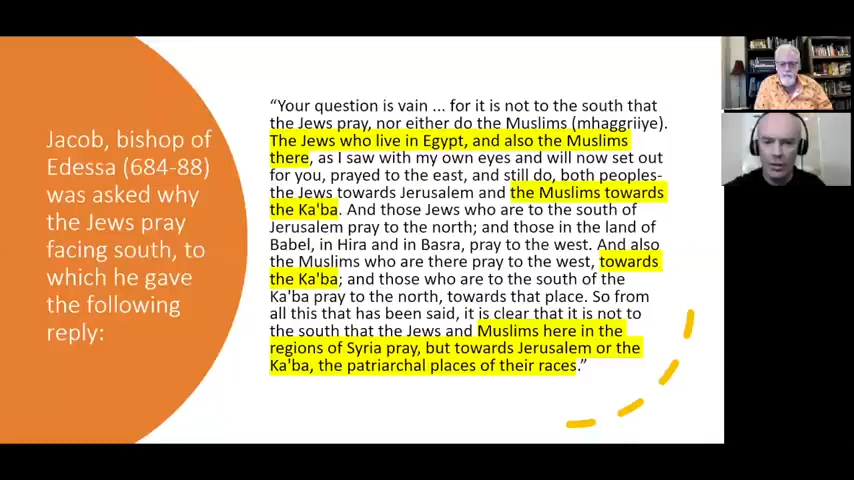 Jacob, bishop of
Edessa (684-88)
was asked why
the Jews pray
facing south, to
which he gave
the following
reply:
“Your question is vain ... for it is not to the south that
the Jews pray, nor either do the Muslims (mhaggriiye).
The Jews who live in Egypt, and also the Muslims
there, as I saw with my own eyes and will now set out
for you, prayed to the east, and still do, both peoples-
the Jews towards Jerusalem and the Muslims towards
the Ka'ba. And those Jews who are to the south of
Jerusalem pray to the north; and those in the land of
Babel, in Hira and in Basra, pray to the west. And also
the Muslims who are there pray to the west, towards
the Ka'ba; and those who are to the south of the
Ka'ba pray to the north, towards that place. So from
all this that has been said, it is clear that it is not to
the south that the Jews and Muslims here in the
regions of Syria pray, but towards Jerusalem or the
Ka'ba, the patriarchal places of their races.”